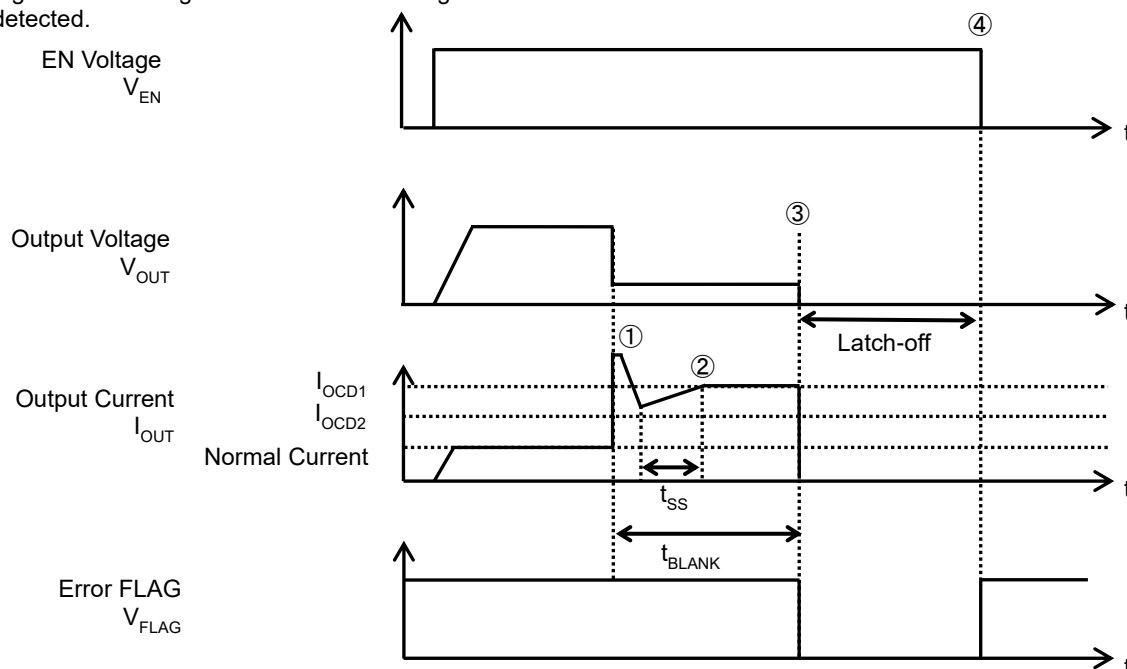 detected.
④
EN Voltage
V_EN
t
③
Output Voltage
V_OUT
t
Latch-off
①
②
I_OCD1
Output Current
I_OUT
I_OCD2
Normal Current
t
t_SS
t_BLANK
Error FLAG
V_FLAG
t